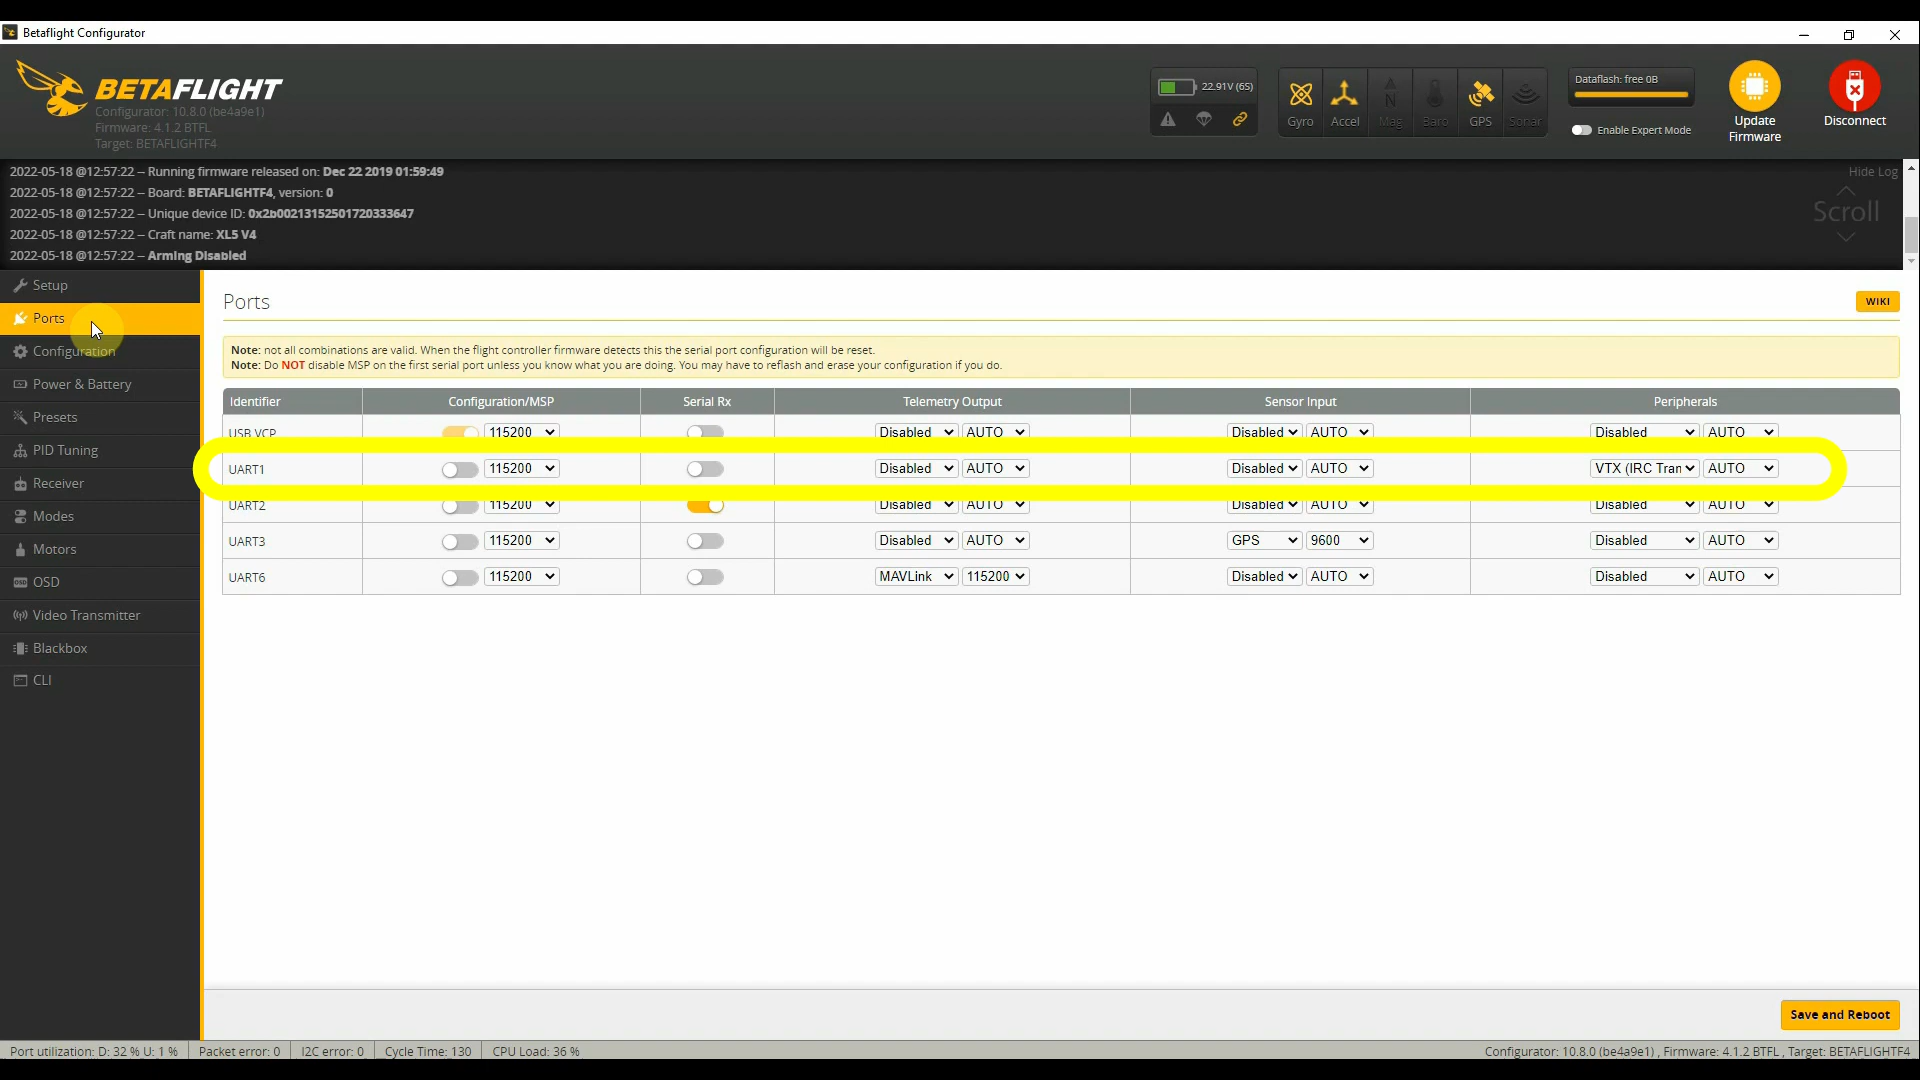 Betaflight Configurator
BETAFLIGHT
Configurator: 10.8.0 (be4a9e1)
Firmware: 4.1.2 BTFL
Target: BETAFLIGHTF4
22.91V (6S)
Gyro Accel Mag Baro GPS Sonar
Dataflash: free 0B
Enable Expert Mode
Update Firmware
Disconnect
2022-05-18 @12:57:22 -- Running firmware released on: Dec 22 2019 01:59:49
2022-05-18 @12:57:22 -- Board: BETAFLIGHTF4, version: 0
2022-05-18 @12:57:22 -- Unique device ID: 0x2b00213152501720333647
2022-05-18 @12:57:22 -- Craft name: XL5 V4
2022-05-18 @12:57:22 -- Arming Disabled
Hide Log
Scroll
Setup
Ports
Configuration
Power & Battery
Presets
PID Tuning
Receiver
Modes
Motors
OSD
Video Transmitter
Blackbox
CLI
Ports
WIKI
Note: not all combinations are valid. When the flight controller firmware detects this the serial port configuration will be reset.
Note: Do NOT disable MSP on the first serial port unless you know what you are doing. You may have to reflash and erase your configuration if you do.
Identifier Configuration/MSP Serial Rx Telemetry Output Sensor Input Peripherals
USB VCP 115200 Disabled AUTO Disabled AUTO Disabled AUTO
UART1 115200 Disabled AUTO Disabled AUTO VTX (IRC Tran AUTO
UART2 115200 Disabled AUTO Disabled AUTO Disabled AUTO
UART3 115200 Disabled AUTO GPS 9600 Disabled AUTO
UART6 115200 MAVLink 115200 Disabled AUTO Disabled AUTO
Save and Reboot
Port utilization: D: 32 % U: 1 % Packet error: 0 I2C error: 0 Cycle Time: 130 CPU Load: 36 % Configurator: 10.8.0 (be4a9e1) , Firmware: 4.1.2 BTFL , Target: BETAFLIGHTF4